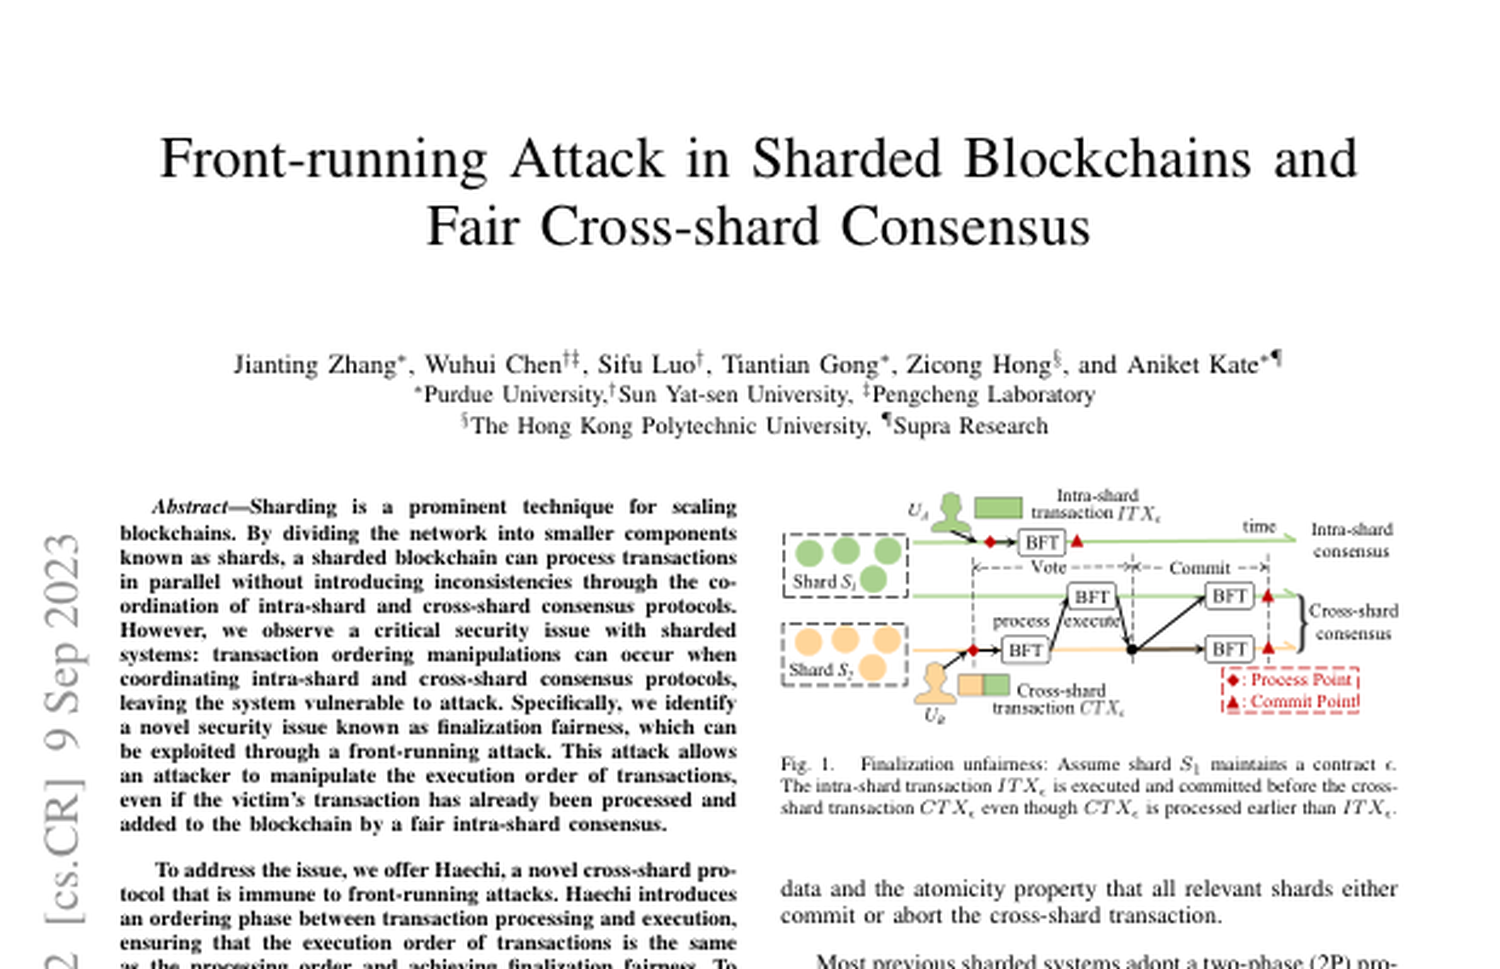 Front-running Attack in Sharded Blockchains and
Fair Cross-shard Consensus
Jianting Zhang*, Wuhui Chen†‡, Sifu Luo†, Tiantian Gong*, Zicong Hong§, and Aniket Kate*¶
*Purdue University,†Sun Yat-sen University, ‡Pengcheng Laboratory
§The Hong Kong Polytechnic University, ¶Supra Research
2 [cs.CR] 9 Sep 2023
Abstract—Sharding is a prominent technique for scaling
blockchains. By dividing the network into smaller components
known as shards, a sharded blockchain can process transactions
in parallel without introducing inconsistencies through the co-
ordination of intra-shard and cross-shard consensus protocols.
However, we observe a critical security issue with sharded
systems: transaction ordering manipulations can occur when
coordinating intra-shard and cross-shard consensus protocols,
leaving the system vulnerable to attack. Specifically, we identify
a novel security issue known as finalization fairness, which can
be exploited through a front-running attack. This attack allows
an attacker to manipulate the execution order of transactions,
even if the victim's transaction has already been processed and
added to the blockchain by a fair intra-shard consensus.
To address the issue, we offer Haechi, a novel cross-shard pro-
tocol that is immune to front-running attacks. Haechi introduces
an ordering phase between transaction processing and execution,
ensuring that the execution order of transactions is the same
as the processing order and achieving finalization fairness. To
U_A
Intra-shard
transaction ITX_ϵ
time
Intra-shard
consensus
BFT
Shard S_1
Vote
Commit
BFT
BFT
process
execute
Cross-shard
consensus
Shard S_2
BFT
BFT
U_B
Cross-shard
transaction CTX_ϵ
: Process Point
: Commit Point
Fig. 1. Finalization unfairness: Assume shard S_1 maintains a contract ϵ.
The intra-shard transaction ITX_ϵ is executed and committed before the cross-
shard transaction CTX_ϵ even though CTX_ϵ is processed earlier than ITX_ϵ.
data and the atomicity property that all relevant shards either
commit or abort the cross-shard transaction.
Most previous sharded systems adopt a two-phase (2P) pro-